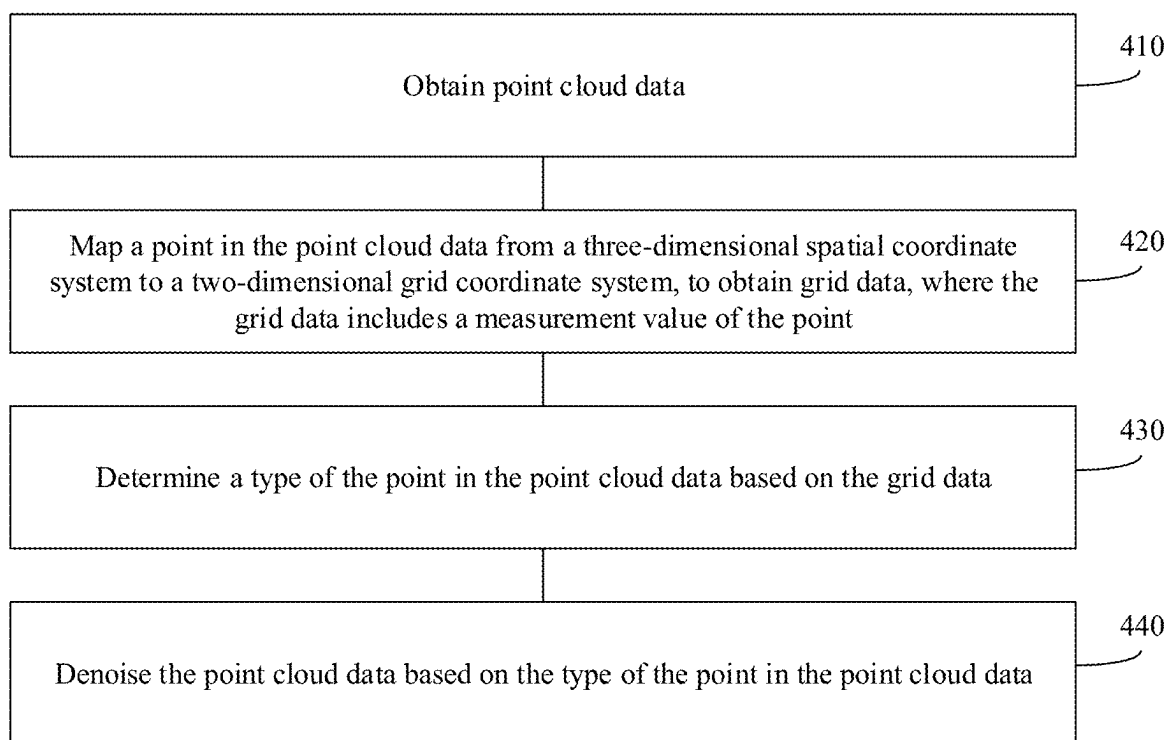 410
Obtain point cloud data
420
Map a point in the point cloud data from a three-dimensional spatial coordinate
system to a two-dimensional grid coordinate system, to obtain grid data, where the
grid data includes a measurement value of the point
430
Determine a type of the point in the point cloud data based on the grid data
440
Denoise the point cloud data based on the type of the point in the point cloud data